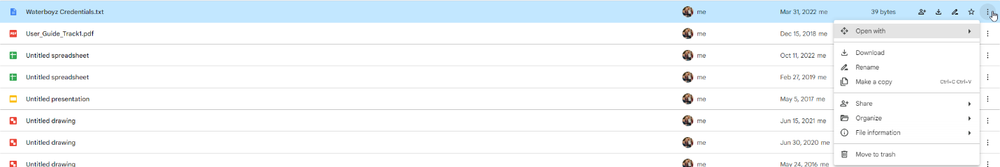 Waterboyz Credentials.txt me Mar 31, 2022 me 39 bytes
PDF User_Guide_Track1.pdf me Dec 15, 2018 me
Open with
Untitled spreadsheet me Oct 11, 2022 me
Download
Rename
Untitled spreadsheet me Feb 27, 2019 me
Make a copy Ctrl+C Ctrl+V
Untitled presentation me May 5, 2017 me
Share
Untitled drawing me Jun 15, 2021 me
Organize
File information
Untitled drawing me Jun 30, 2020 me
Move to trash
Untitled drawing me May 24, 2016 me